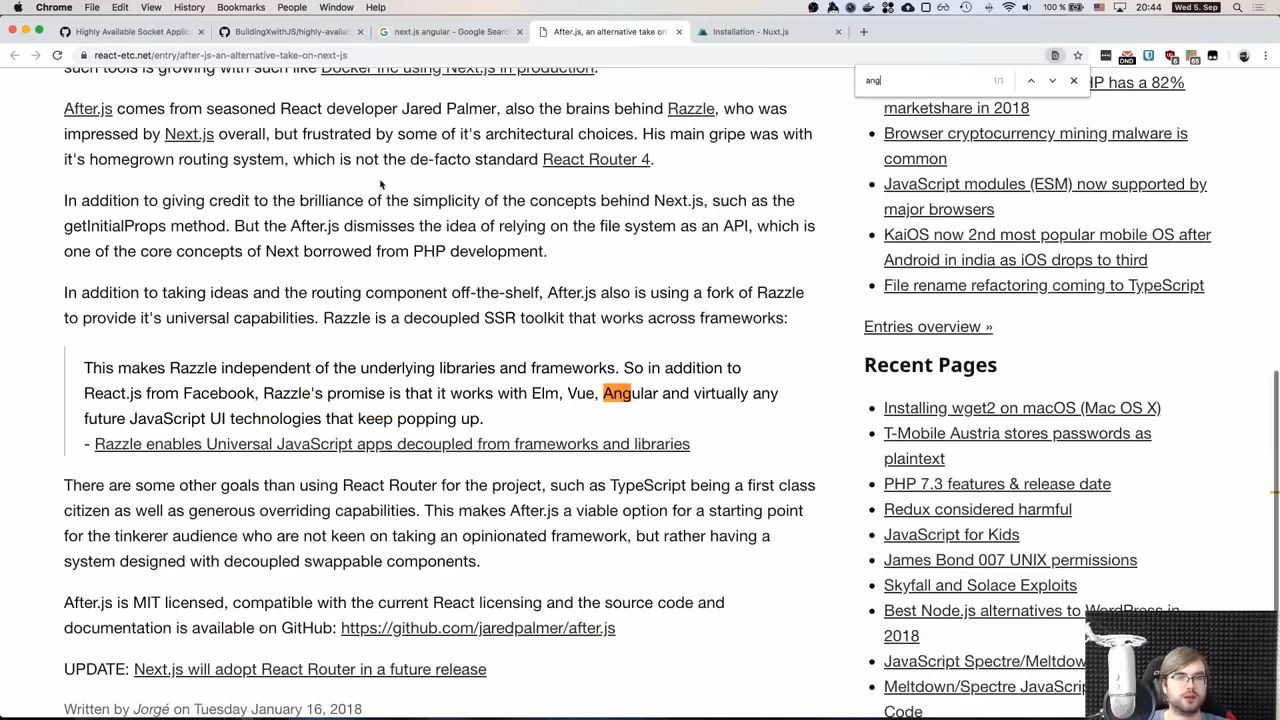 Chrome File Edit View History Bookmarks People Window Help
100 % 20:44 Wed 5. Sep
Highly Available Socket Applic
BuildingXwithJS/highly-availa
next.js angular - Google Searc
After.js, an alternative take on
Installation - Nuxt.js
react-etc.net/entry/after-js-an-alternative-take-on-next-js
DND
ang 1/1
such tools is growing with such like Docker Inc using Next.js in production.
After.js comes from seasoned React developer Jared Palmer, also the brains behind Razzle, who was
impressed by Next.js overall, but frustrated by some of it's architectural choices. His main gripe was with
it's homegrown routing system, which is not the de-facto standard React Router 4.
In addition to giving credit to the brilliance of the simplicity of the concepts behind Next.js, such as the
getInitialProps method. But the After.js dismisses the idea of relying on the file system as an API, which is
one of the core concepts of Next borrowed from PHP development.
In addition to taking ideas and the routing component off-the-shelf, After.js also is using a fork of Razzle
to provide it's universal capabilities. Razzle is a decoupled SSR toolkit that works across frameworks:
This makes Razzle independent of the underlying libraries and frameworks. So in addition to
React.js from Facebook, Razzle's promise is that it works with Elm, Vue, Angular and virtually any
future JavaScript UI technologies that keep popping up.
- Razzle enables Universal JavaScript apps decoupled from frameworks and libraries
There are some other goals than using React Router for the project, such as TypeScript being a first class
citizen as well as generous overriding capabilities. This makes After.js a viable option for a starting point
for the tinkerer audience who are not keen on taking an opinionated framework, but rather having a
system designed with decoupled swappable components.
After.js is MIT licensed, compatible with the current React licensing and the source code and
documentation is available on GitHub: https://github.com/jaredpalmer/after.js
UPDATE: Next.js will adopt React Router in a future release
Written by Jorgé on Tuesday January 16, 2018
HP has a 82%
marketshare in 2018
Browser cryptocurrency mining malware is
common
JavaScript modules (ESM) now supported by
major browsers
KaiOS now 2nd most popular mobile OS after
Android in india as iOS drops to third
File rename refactoring coming to TypeScript
Entries overview »
Recent Pages
Installing wget2 on macOS (Mac OS X)
T-Mobile Austria stores passwords as
plaintext
PHP 7.3 features & release date
Redux considered harmful
JavaScript for Kids
James Bond 007 UNIX permissions
Skyfall and Solace Exploits
Best Node.js alternatives to WordPress in
2018
JavaScript Spectre/Meltdow
Meltdown/Spectre JavaScrip
Code